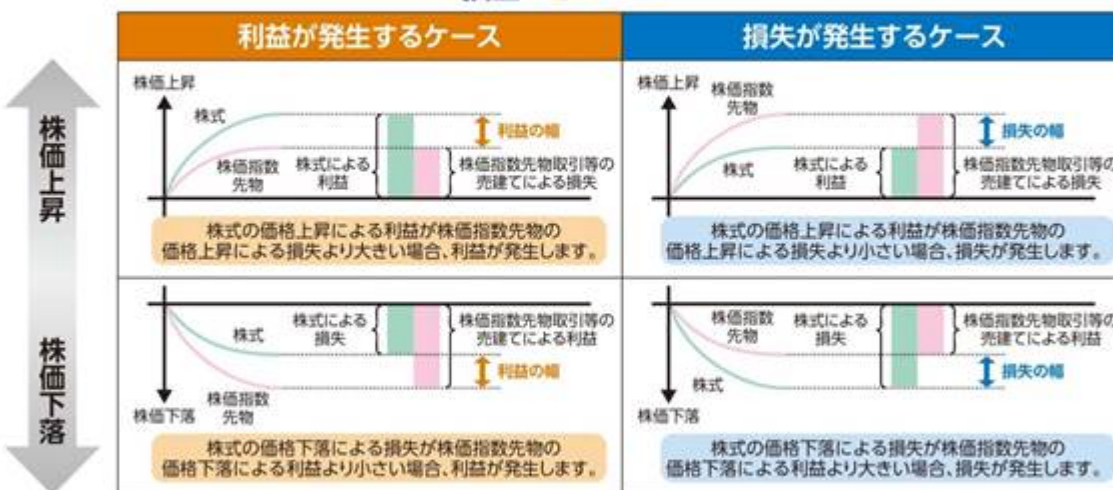 利益が発生するケース
損失が発生するケース
株価上昇
株価下落
株価上昇
株式
株価指数
先物
株式による
利益
利益の幅
株価指数先物取引等の
売建てによる損失
株式の価格上昇による利益が株価指数先物の
価格上昇による損失より大きい場合、利益が発生します。
株価上昇
株価指数
先物
株式
株式による
利益
損失の幅
株価指数先物取引等の
売建てによる損失
株式の価格上昇による利益が株価指数先物の
価格上昇による損失より小さい場合、損失が発生します。
株式
株式による
損失
株価指数先物取引等の
売建てによる利益
利益の幅
株価指数
先物
株価下落
株式の価格下落による損失が株価指数先物の
価格下落による利益より小さい場合、利益が発生します。
株価指数
先物
株式による
損失
株価指数先物取引等の
売建てによる利益
損失の幅
株式
株価下落
株式の価格下落による損失が株価指数先物の
価格下落による利益より大きい場合、損失が発生します。